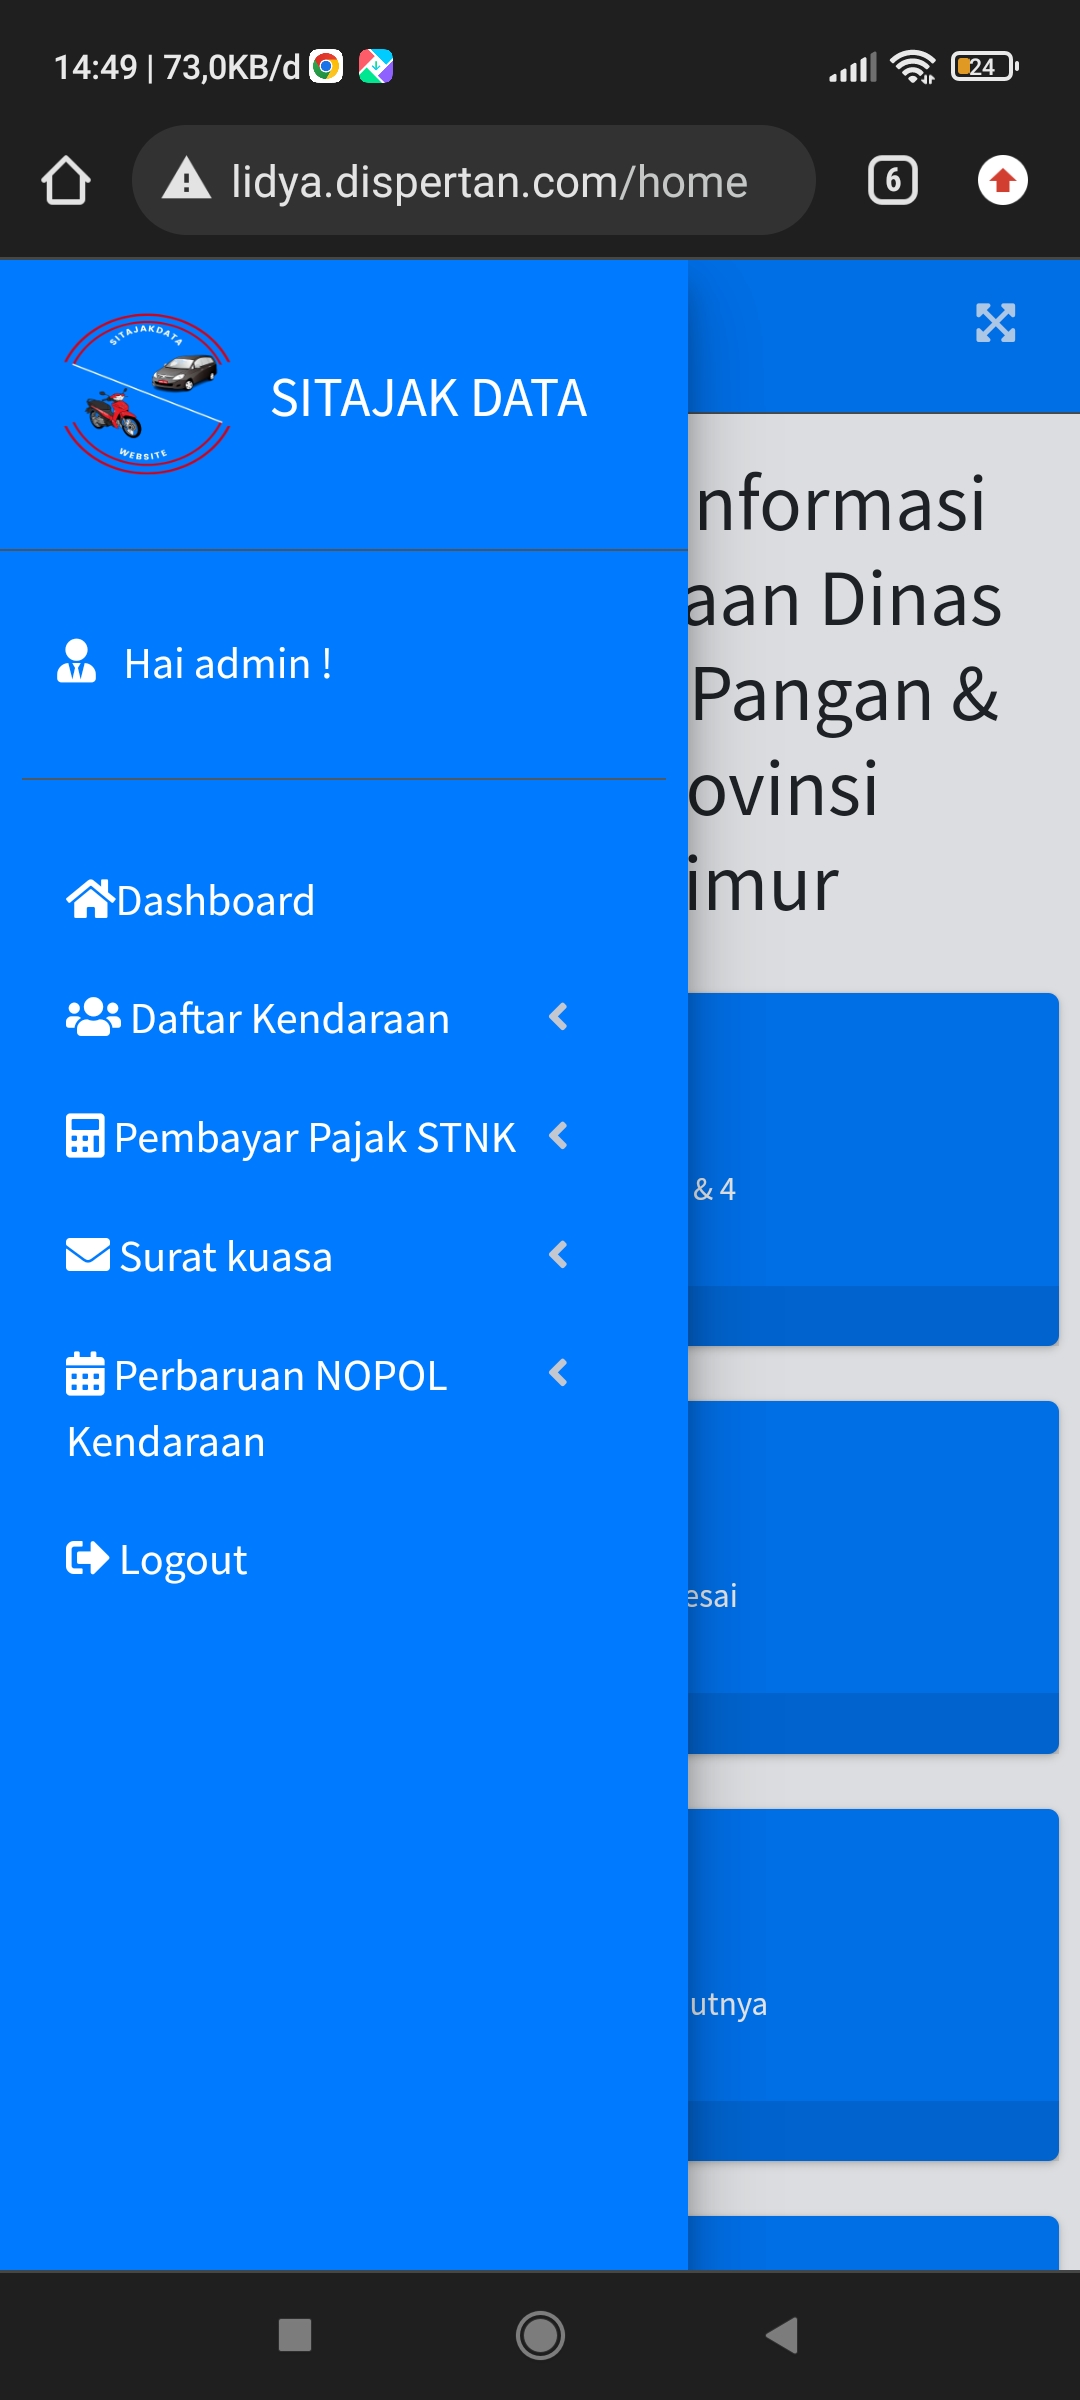 14:49 | 73,0KB/d
24
lidya.dispertan.com/home
6
SITAJAKDATA
WEBSITE
SITAJAK DATA
Hai admin !
Dashboard
Daftar Kendaraan
Pembayar Pajak STNK
Surat kuasa
Perbaruan NOPOL
Kendaraan
Logout
nformasi
aan Dinas
Pangan &
ovinsi
imur
& 4
esai
utnya